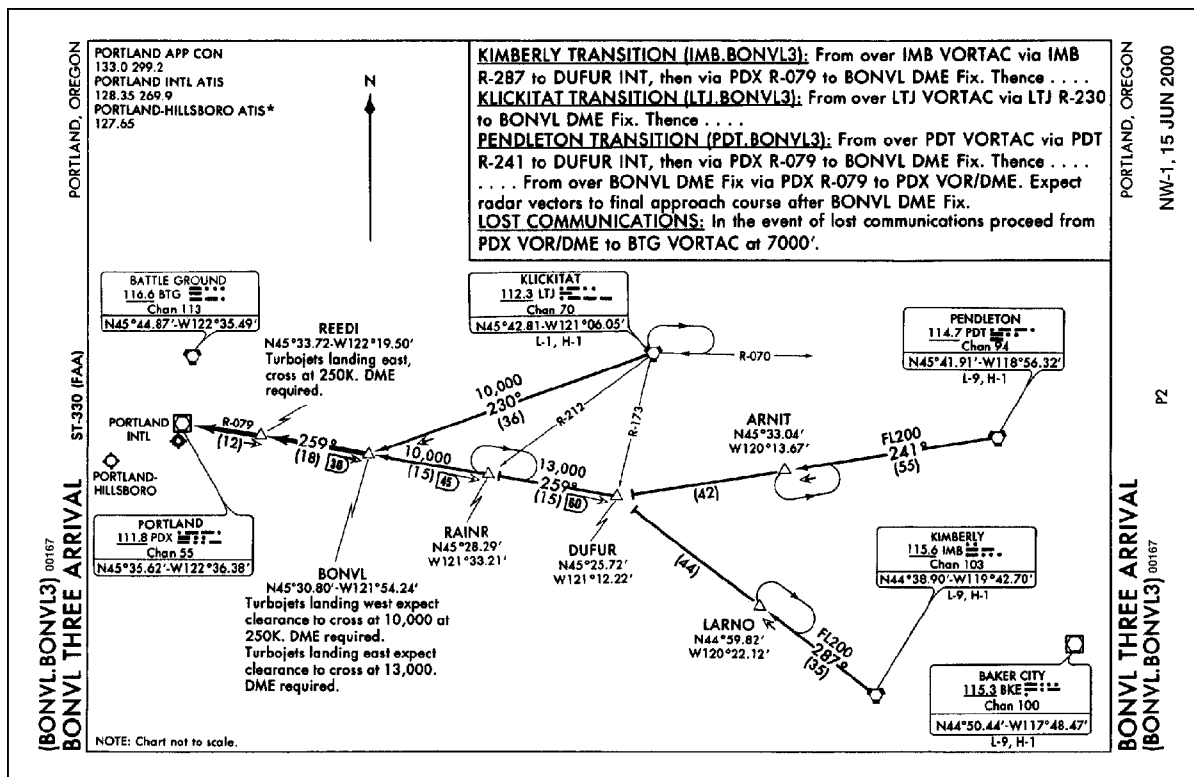 PORTLAND, OREGON
PORTLAND APP CON
133.0 299.2
PORTLAND INTL ATIS
128.35 269.9
PORTLAND-HILLSBORO ATIS*
127.65
N
KIMBERLY TRANSITION (IMB.BONVL3): From over IMB VORTAC via IMB
R-287 to DUFUR INT, then via PDX R-079 to BONVL DME Fix. Thence . . . .
KLICKITAT TRANSITION (LTJ.BONVL3): From over LTJ VORTAC via LTJ R-230
to BONVL DME Fix. Thence . . . .
PENDLETON TRANSITION (PDT.BONVL3): From over PDT VORTAC via PDT
R-241 to DUFUR INT, then via PDX R-079 to BONVL DME Fix. Thence . . . .
. . . . From over BONVL DME Fix via PDX R-079 to PDX VOR/DME. Expect
radar vectors to final approach course after BONVL DME Fix.
LOST COMMUNICATIONS: In the event of lost communications proceed from
PDX VOR/DME to BTG VORTAC at 7000'.
PORTLAND, OREGON
NW-1, 15 JUN 2000
BATTLE GROUND
116.6 BTG
Chan 113
N45°44.87'-W122°35.49'
REEDI
N45°33.72-W122°19.50'
Turbojets landing east,
cross at 250K. DME
required.
KLICKITAT
112.3 LTJ
Chan 70
N45°42.81-W121°06.05'
L-1, H-1
R-070
PENDLETON
114.7 PDT
Chan 94
N45°41.91'-W118°56.32'
L-9, H-1
ST-330 (FAA)
P2
10,000
230°
(36)
R-212
R-173
ARNIT
N45°33.04'
W120°13.67'
FL200
241°
(55)
(42)
PORTLAND
INTL
R-079
(12)
259°
(18)
38
10,000
(15)
45
13,000
259°
(15)
60
PORTLAND-
HILLSBORO
PORTLAND
111.8 PDX
Chan 55
N45°35.62'-W122°36.38'
RAINR
N45°28.29'
W121°33.21'
DUFUR
N45°25.72'
W121°12.22'
(44)
KIMBERLY
115.6 IMB
Chan 103
N44°38.90'-W119°42.70'
L-9, H-1
BONVL
N45°30.80'-W121°54.24'
Turbojets landing west expect
clearance to cross at 10,000 at
250K. DME required.
Turbojets landing east expect
clearance to cross at 13,000.
DME required.
LARNO
N44°59.82'
W120°22.12'
FL200
287°
(35)
BAKER CITY
115.3 BKE
Chan 100
N44°50.44'-W117°48.47'
L-9, H-1
NOTE: Chart not to scale.
(BONVL.BONVL3) 00167
BONVL THREE ARRIVAL
BONVL THREE ARRIVAL
(BONVL.BONVL3) 00167